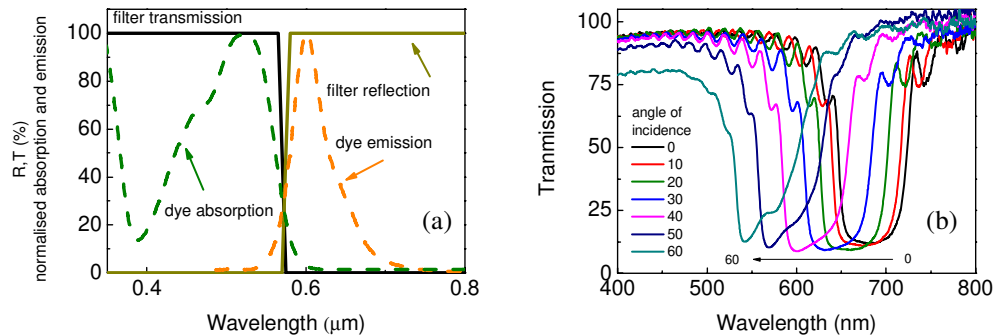 filter transmission
100
80
60
40
20
0
R,T (%)
normalised absorption and emission
filter reflection
dye emission
dye absorption
(a)
0.4
0.6
0.8
Wavelength (μm)
100
75
50
25
0
Tranmission
angle of
incidence
0
10
20
30
40
50
60
(b)
60
0
400
500
600
700
800
Wavelength (nm)